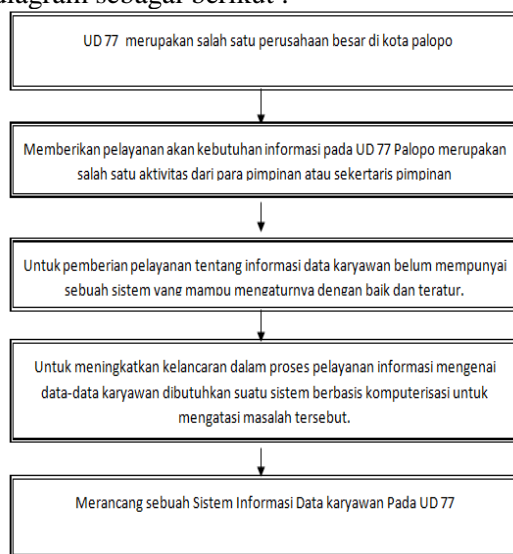 diagram sebagai berikut :
UD 77 merupakan salah satu perusahaan besar di kota palopo
Memberikan pelayanan akan kebutuhan informasi pada UD 77 Palopo merupakan
salah satu aktivitas dari para pimpinan atau sekertaris pimpinan
Untuk pemberian pelayanan tentang informasi data karyawan belum mempunyai
sebuah sistem yang mampu mengaturnya dengan baik dan teratur.
Untuk meningkatkan kelancaran dalam proses pelayanan informasi mengenai
data-data karyawan dibutuhkan suatu sistem berbasis komputerisasi untuk
mengatasi masalah tersebut.
Merancang sebuah Sistem Informasi Data karyawan Pada UD 77